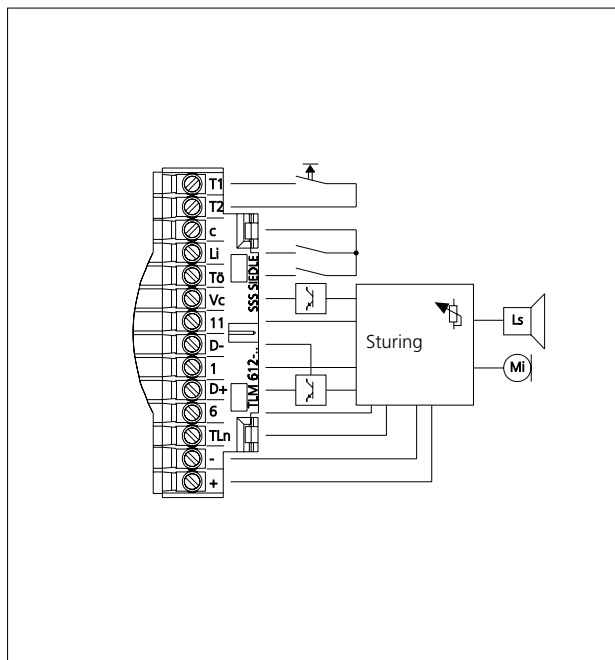 T1
T2
c
Li
Tö
Vc
11
D-
1
D+
6
TLn
-
+
SSS SIEDLE
TLM 612-..
Sturing
Ls
Mi